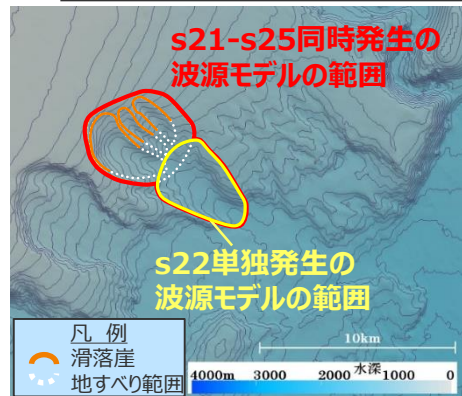 s21-s25同時発生の
波源モデルの範囲
s22単独発生の
波源モデルの範囲
凡 例
滑落崖
地すべり範囲
10km
4000m 3000 2000 水深 1000 0